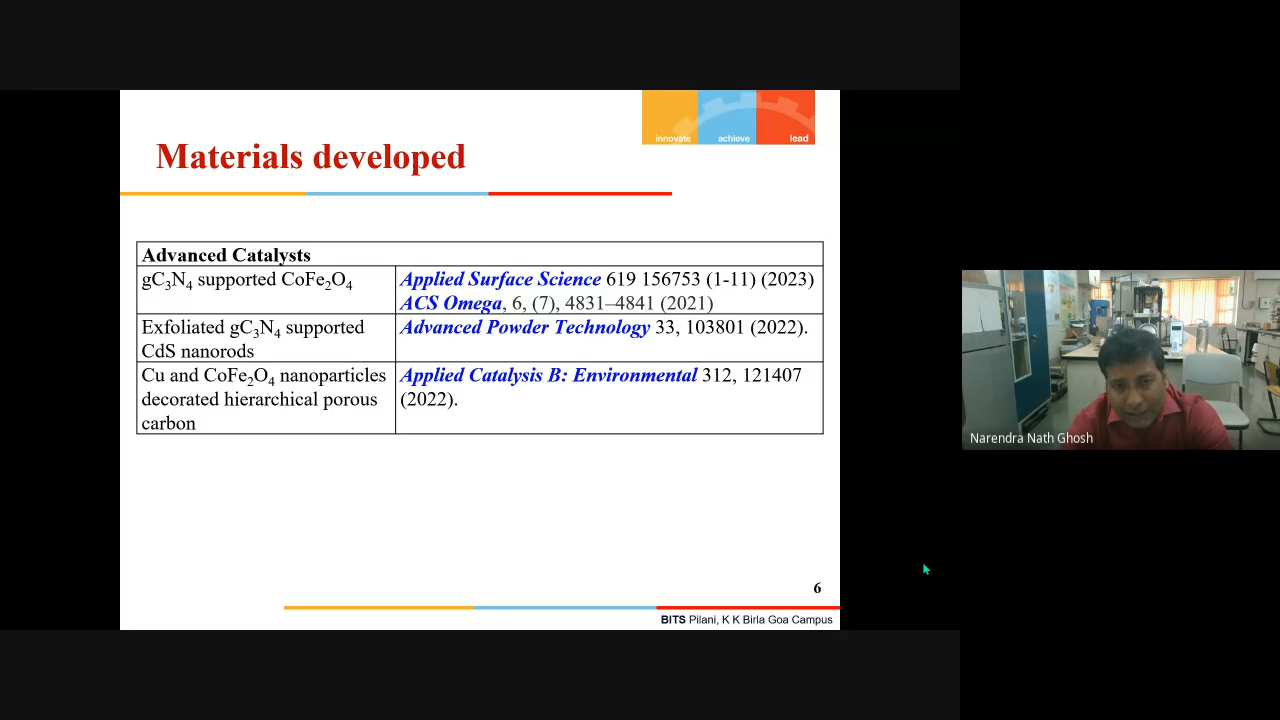 innovate achieve lead
Materials developed
Advanced Catalysts
gC₃N₄ supported CoFe₂O₄
Applied Surface Science 619 156753 (1-11) (2023)
ACS Omega, 6, (7), 4831–4841 (2021)
Exfoliated gC₃N₄ supported
CdS nanorods
Advanced Powder Technology 33, 103801 (2022).
Cu and CoFe₂O₄ nanoparticles
decorated hierarchical porous
carbon
Applied Catalysis B: Environmental 312, 121407
(2022).
6
BITS Pilani, K K Birla Goa Campus
Narendra Nath Ghosh